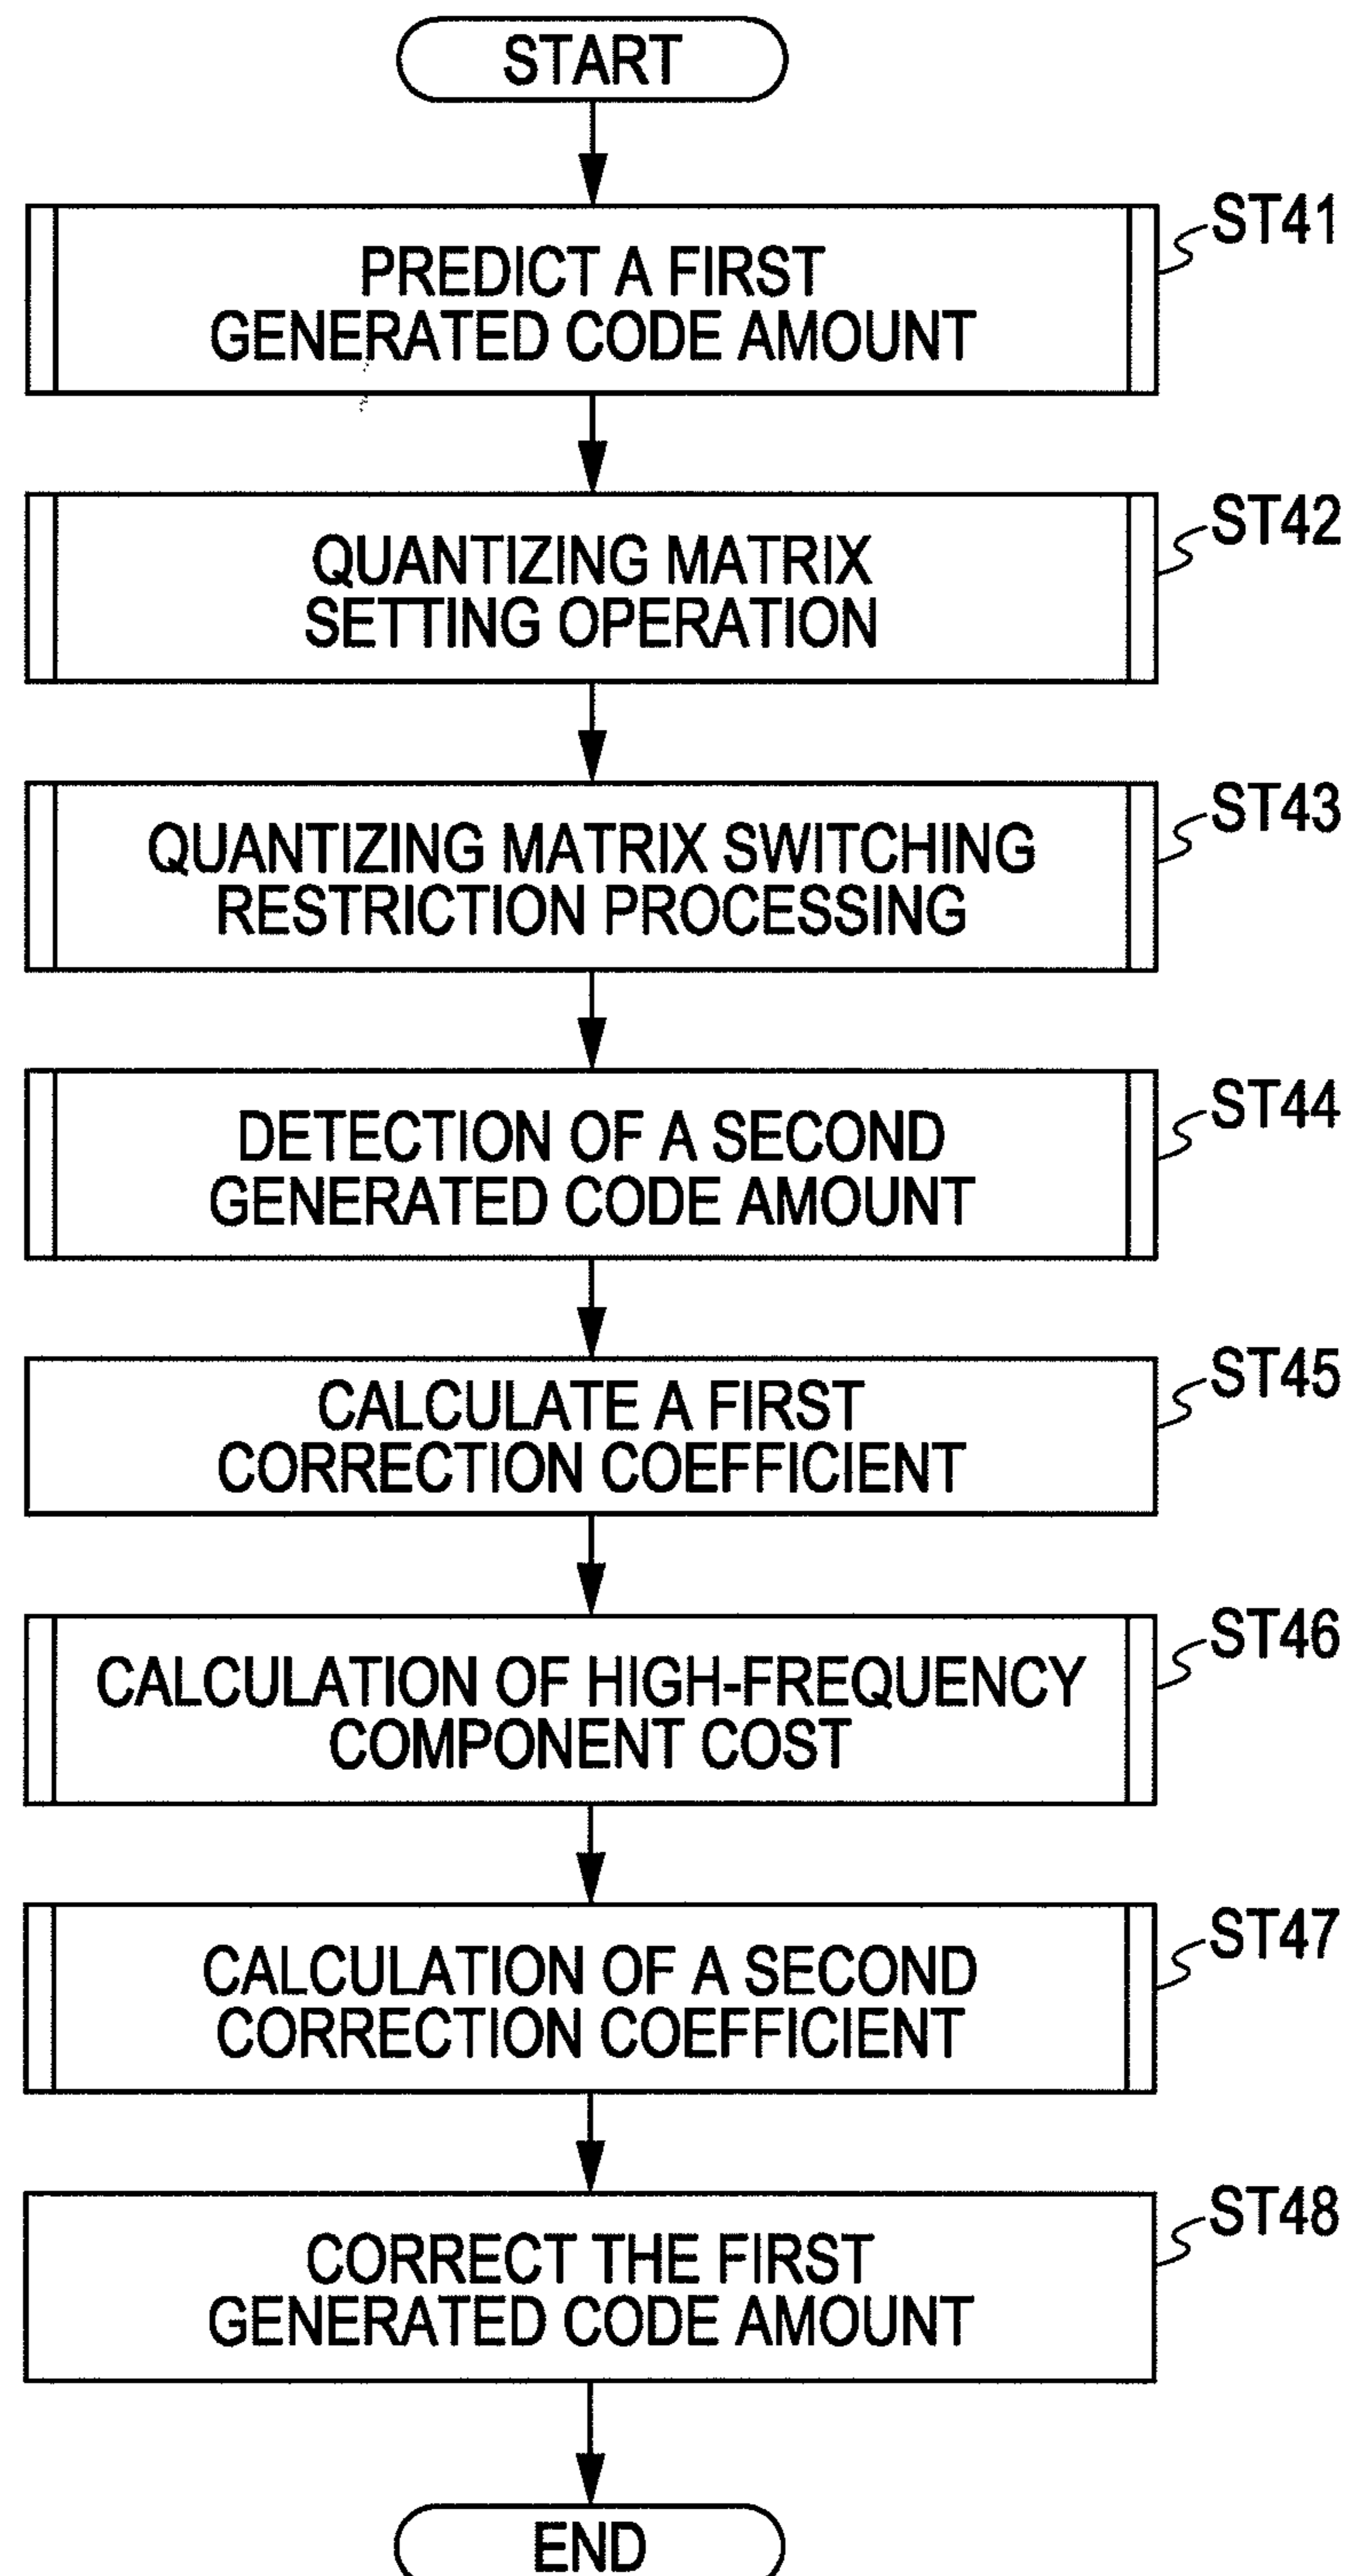 START
PREDICT A FIRST
GENERATED CODE AMOUNT
ST41
QUANTIZING MATRIX
SETTING OPERATION
ST42
QUANTIZING MATRIX SWITCHING
RESTRICTION PROCESSING
ST43
DETECTION OF A SECOND
GENERATED CODE AMOUNT
ST44
CALCULATE A FIRST
CORRECTION COEFFICIENT
ST45
CALCULATION OF HIGH-FREQUENCY
COMPONENT COST
ST46
CALCULATION OF A SECOND
CORRECTION COEFFICIENT
ST47
CORRECT THE FIRST
GENERATED CODE AMOUNT
ST48
END